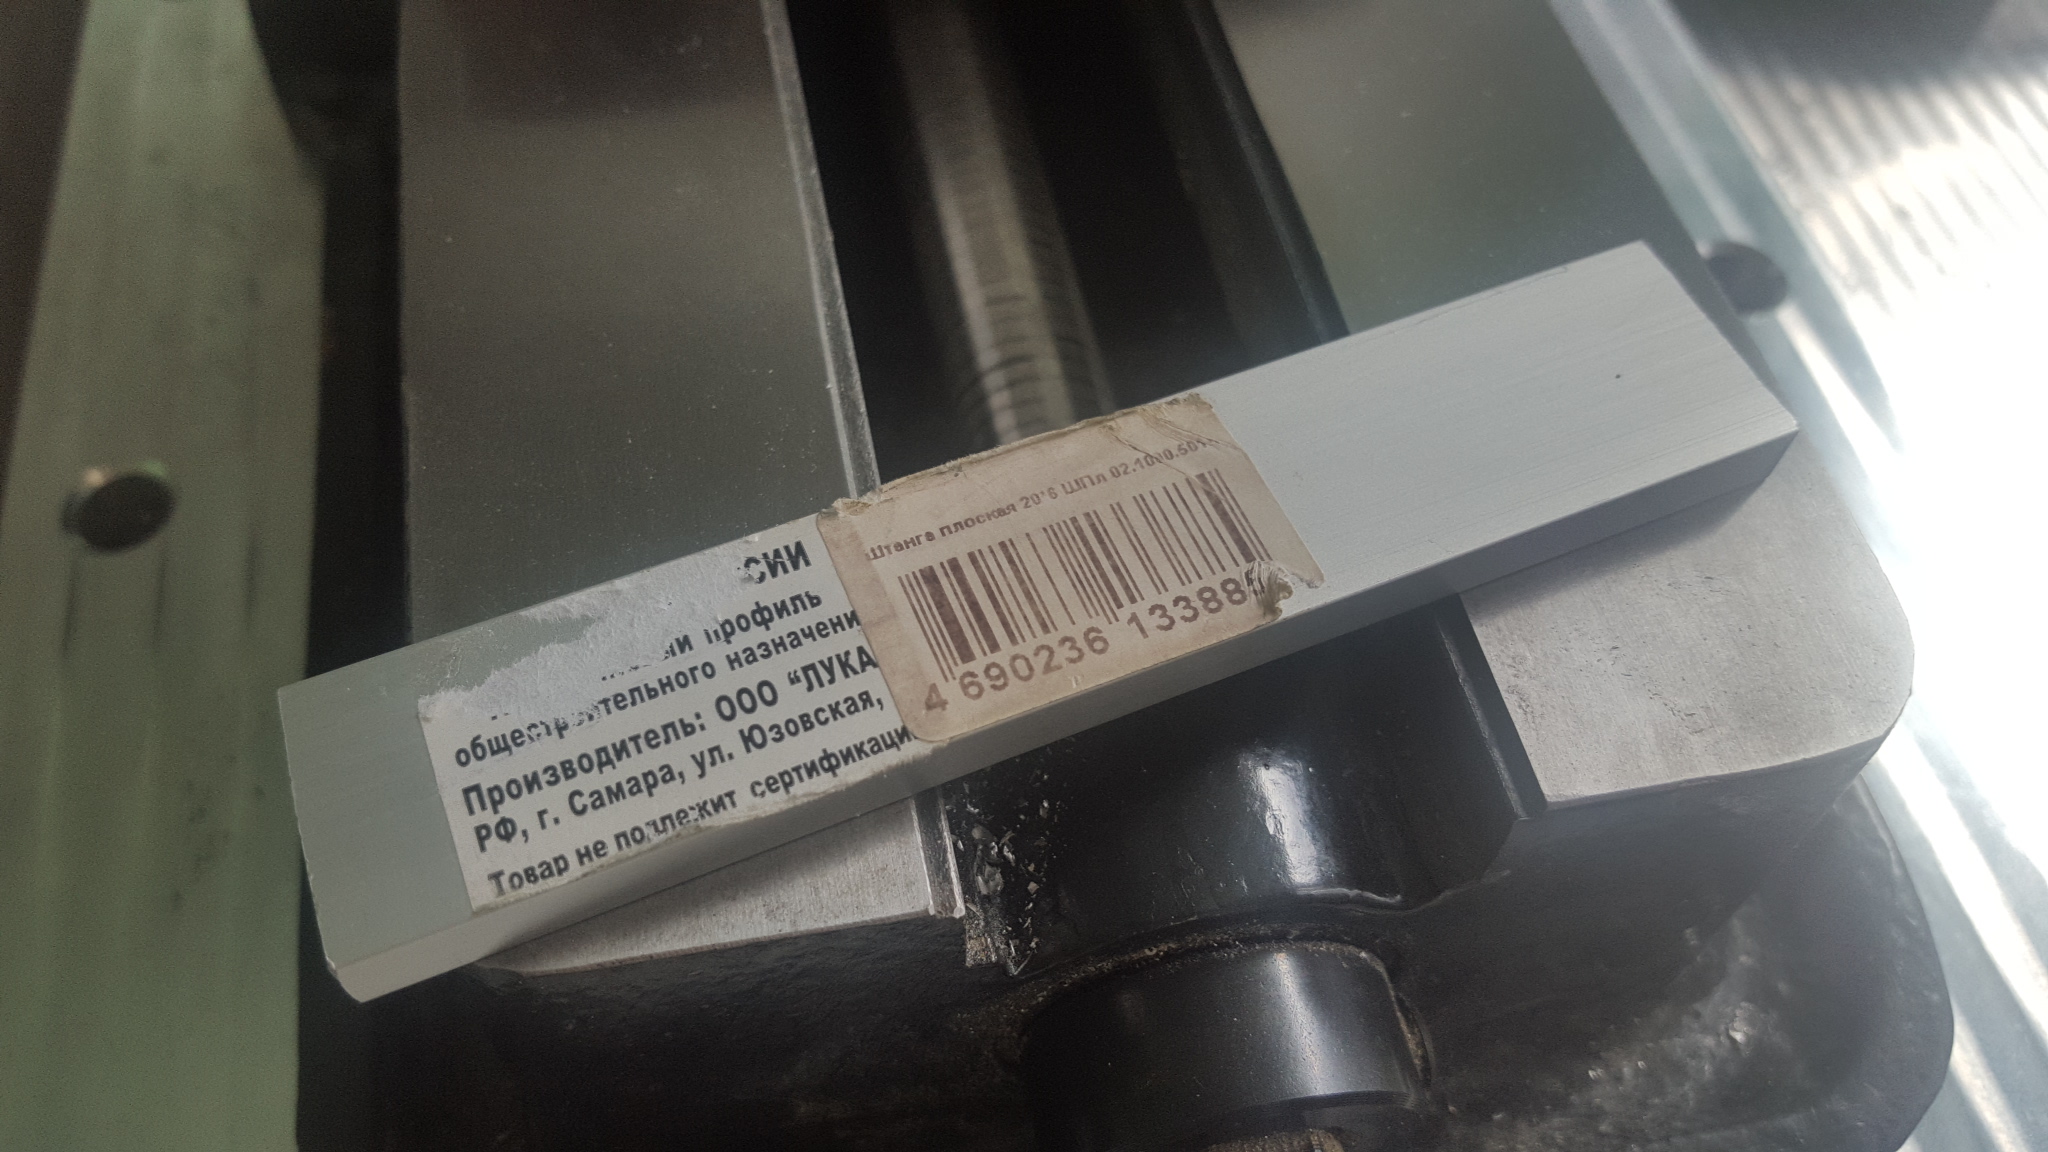 СИИ
профиль
общестроительного назначени
Производитель: ООО "ЛУКА
РФ, г. Самара, ул. Юзовская,
Товар не подлежит сертификаци
Штанга плоская 20*6 ШПл 02.1000.501
4 690236 13388